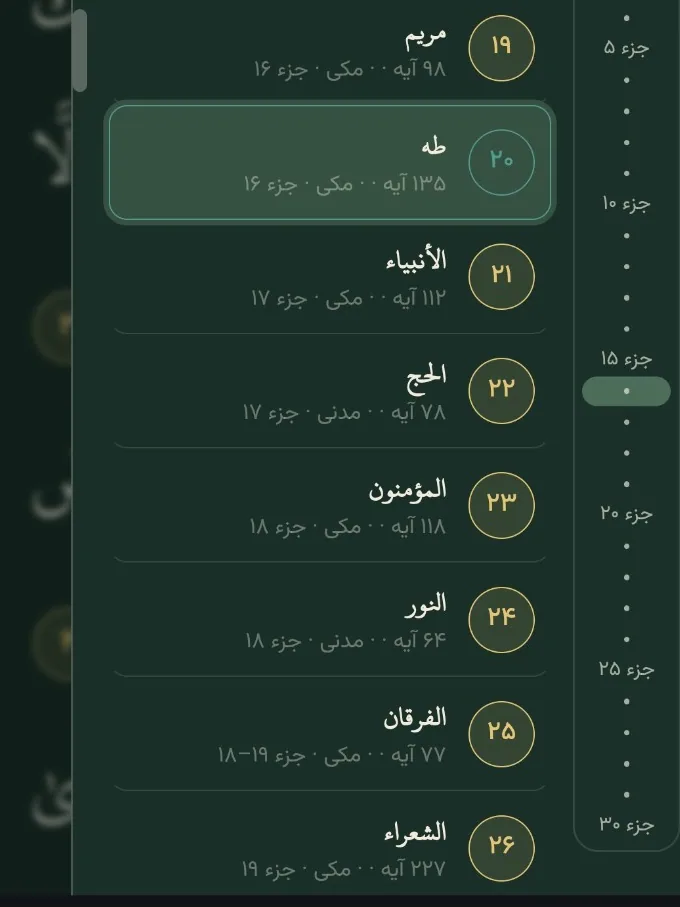 ۱۹
مریم
۹۸ آیه · · مکی · جزء ۱۶
۲۰
طه
۱۳۵ آیه · · مکی · جزء ۱۶
۲۱
الأنبیاء
۱۱۲ آیه · · مکی · جزء ۱۷
۲۲
الحج
۷۸ آیه · · مدنی · جزء ۱۷
۲۳
المؤمنون
۱۱۸ آیه · · مکی · جزء ۱۸
۲۴
النور
۶۴ آیه · · مدنی · جزء ۱۸
۲۵
الفرقان
۷۷ آیه · · مکی · جزء ۱۹–۱۸
۲۶
الشعراء
۲۲۷ آیه · · مکی · جزء ۱۹
جزء ۵
جزء ۱۰
جزء ۱۵
جزء ۲۰
جزء ۲۵
جزء ۳۰